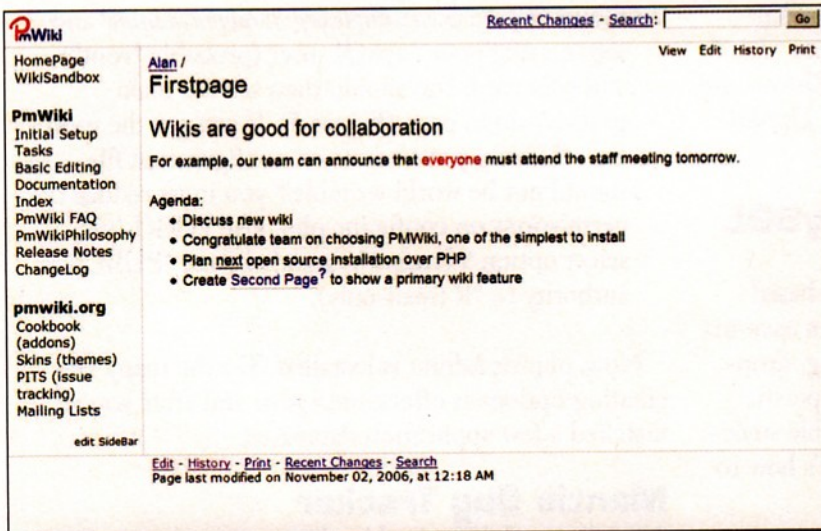 PmWiki
Recent Changes - Search: Go
View Edit History Print
HomePage
WikiSandbox
PmWiki
Initial Setup
Tasks
Basic Editing
Documentation
Index
PmWiki FAQ
PmWikiPhilosophy
Release Notes
ChangeLog
pmwiki.org
Cookbook
(addons)
Skins (themes)
PITS (issue
tracking)
Mailing Lists
edit SideBar
Alan /
Firstpage
Wikis are good for collaboration
For example, our team can announce that everyone must attend the staff meeting tomorrow.
Agenda:
• Discuss new wiki
• Congratulate team on choosing PMWiki, one of the simplest to install
• Plan next open source installation over PHP
• Create Second Page? to show a primary wiki feature
Edit - History - Print - Recent Changes - Search
Page last modified on November 02, 2006, at 12:18 AM